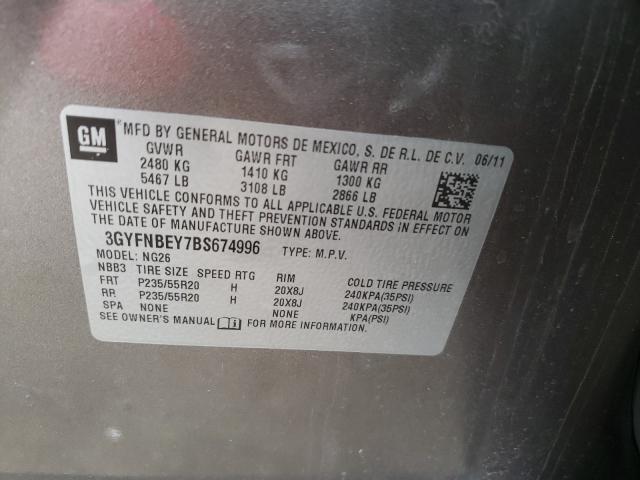 GM ® MFD BY GENERAL MOTORS DE MEXICO, S. DE R.L. DE C.V. 06/11
GVWR GAWR FRT GAWR RR
2480 KG 1410 KG 1300 KG
5467 LB 3108 LB 2866 LB
THIS VEHICLE CONFORMS TO ALL APPLICABLE U.S. FEDERAL MOTOR
VEHICLE SAFETY AND THEFT PREVENTION STANDARDS IN EFFECT ON
THE DATE OF MANUFACTURE SHOWN ABOVE.
3GYFNBEY7BS674996 TYPE: M.P.V.
MODEL: NG26
NBB3 TIRE SIZE SPEED RTG RIM COLD TIRE PRESSURE
FRT P235/55R20 H 20X8J 240KPA(35PSI)
RR P235/55R20 H 20X8J 240KPA(35PSI)
SPA NONE NONE KPA(PSI)
SEE OWNER'S MANUAL FOR MORE INFORMATION.